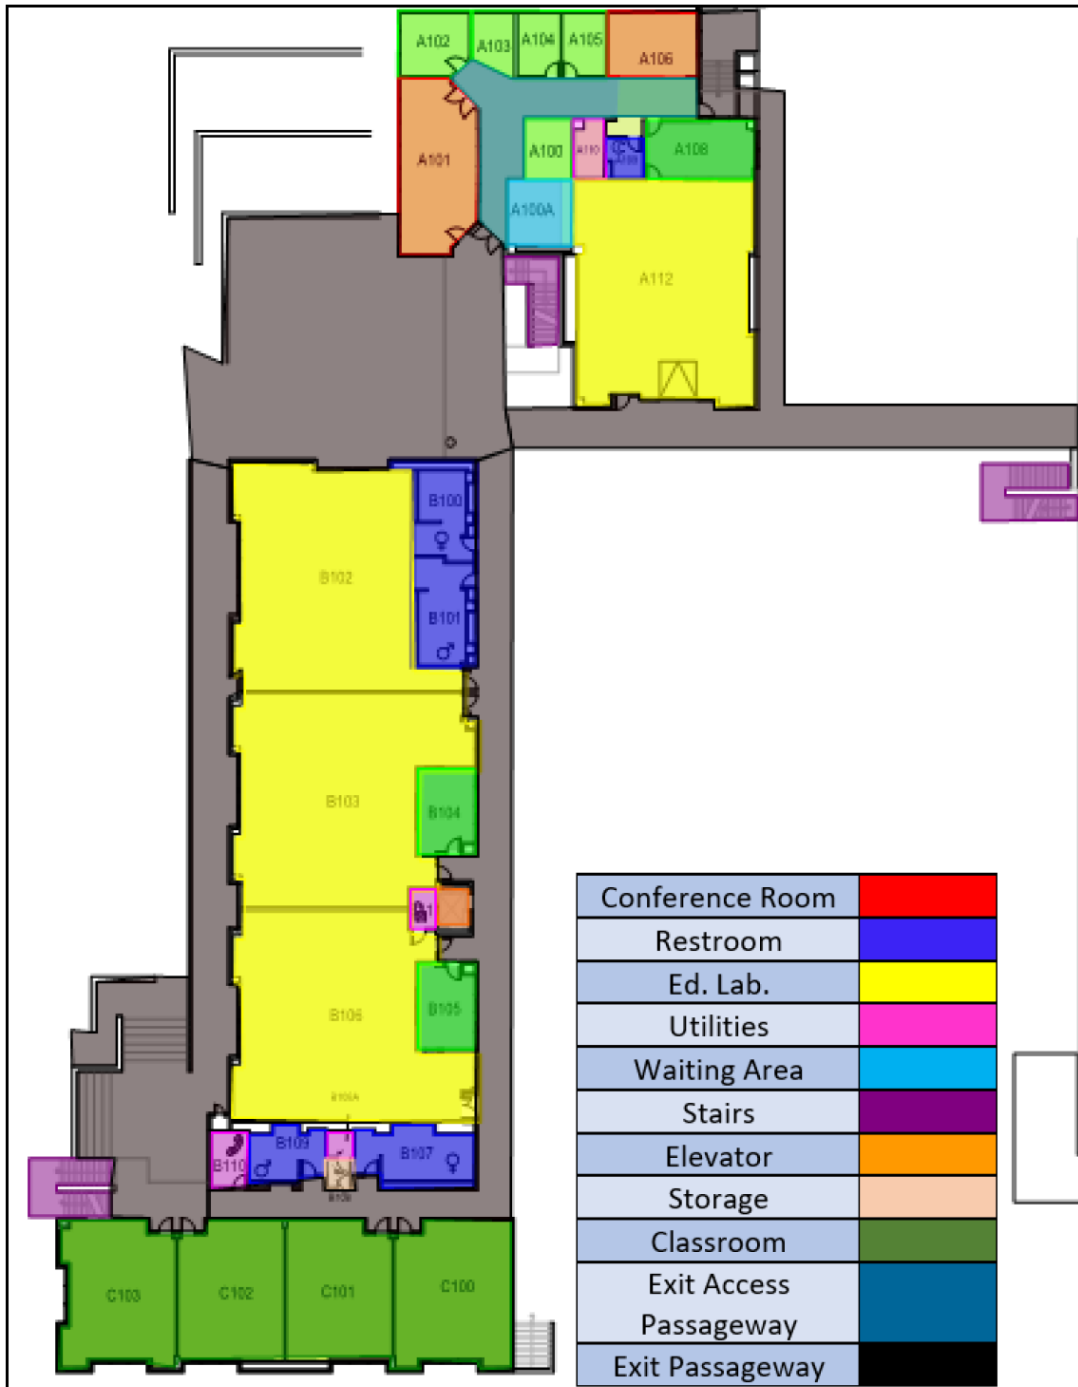 A102
A103
A104
A105
A106
A101
A100
A110
A108
A100A
A112
B100
B102
B101
B103
B104
B106
B105
B105A
B109
B107
B110
C103
C102
C101
C100
Conference Room
Restroom
Ed. Lab.
Utilities
Waiting Area
Stairs
Elevator
Storage
Classroom
Exit Access
Passageway
Exit Passageway